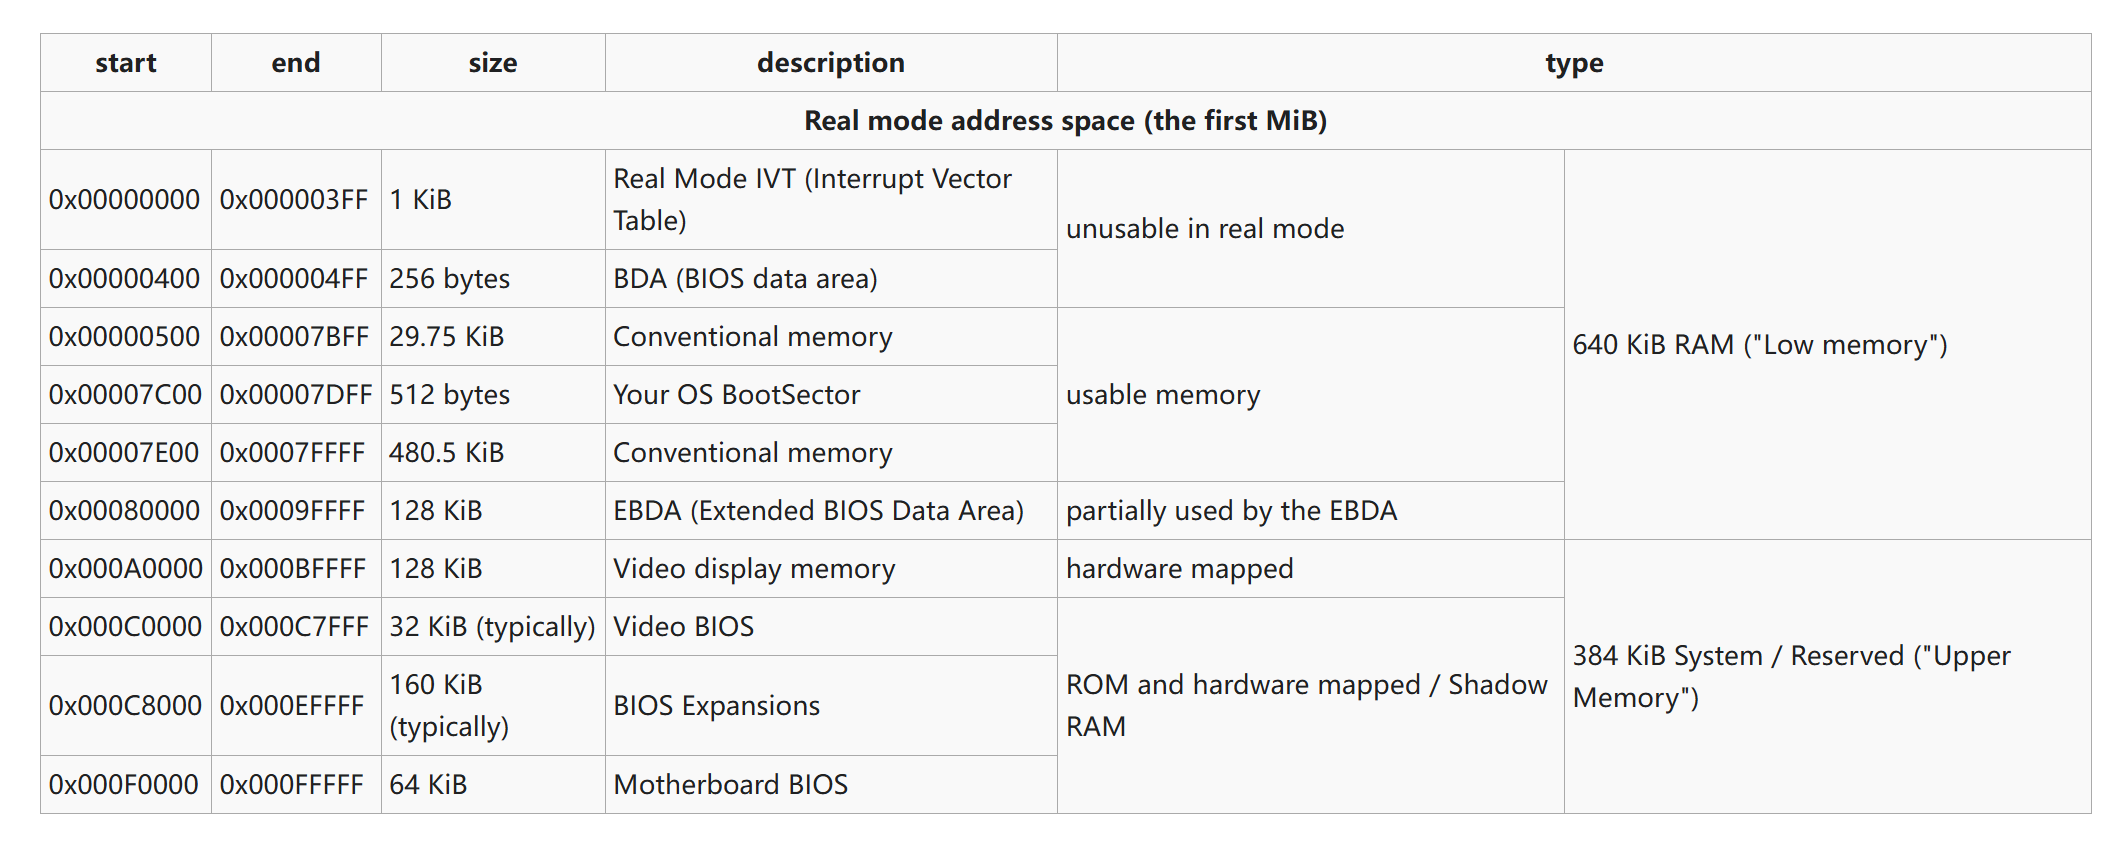 start end size description type
Real mode address space (the first MiB)
0x00000000 0x000003FF 1 KiB Real Mode IVT (Interrupt Vector
Table)
unusable in real mode
640 KiB RAM ("Low memory")
0x00000400 0x000004FF 256 bytes BDA (BIOS data area)
0x00000500 0x00007BFF 29.75 KiB Conventional memory
usable memory
0x00007C00 0x00007DFF 512 bytes Your OS BootSector
0x00007E00 0x0007FFFF 480.5 KiB Conventional memory
0x00080000 0x0009FFFF 128 KiB EBDA (Extended BIOS Data Area) partially used by the EBDA
0x000A0000 0x000BFFFF 128 KiB Video display memory hardware mapped
384 KiB System / Reserved ("Upper
Memory")
0x000C0000 0x000C7FFF 32 KiB (typically) Video BIOS
ROM and hardware mapped / Shadow
RAM
0x000C8000 0x000EFFFF 160 KiB
(typically)
BIOS Expansions
0x000F0000 0x000FFFFF 64 KiB Motherboard BIOS